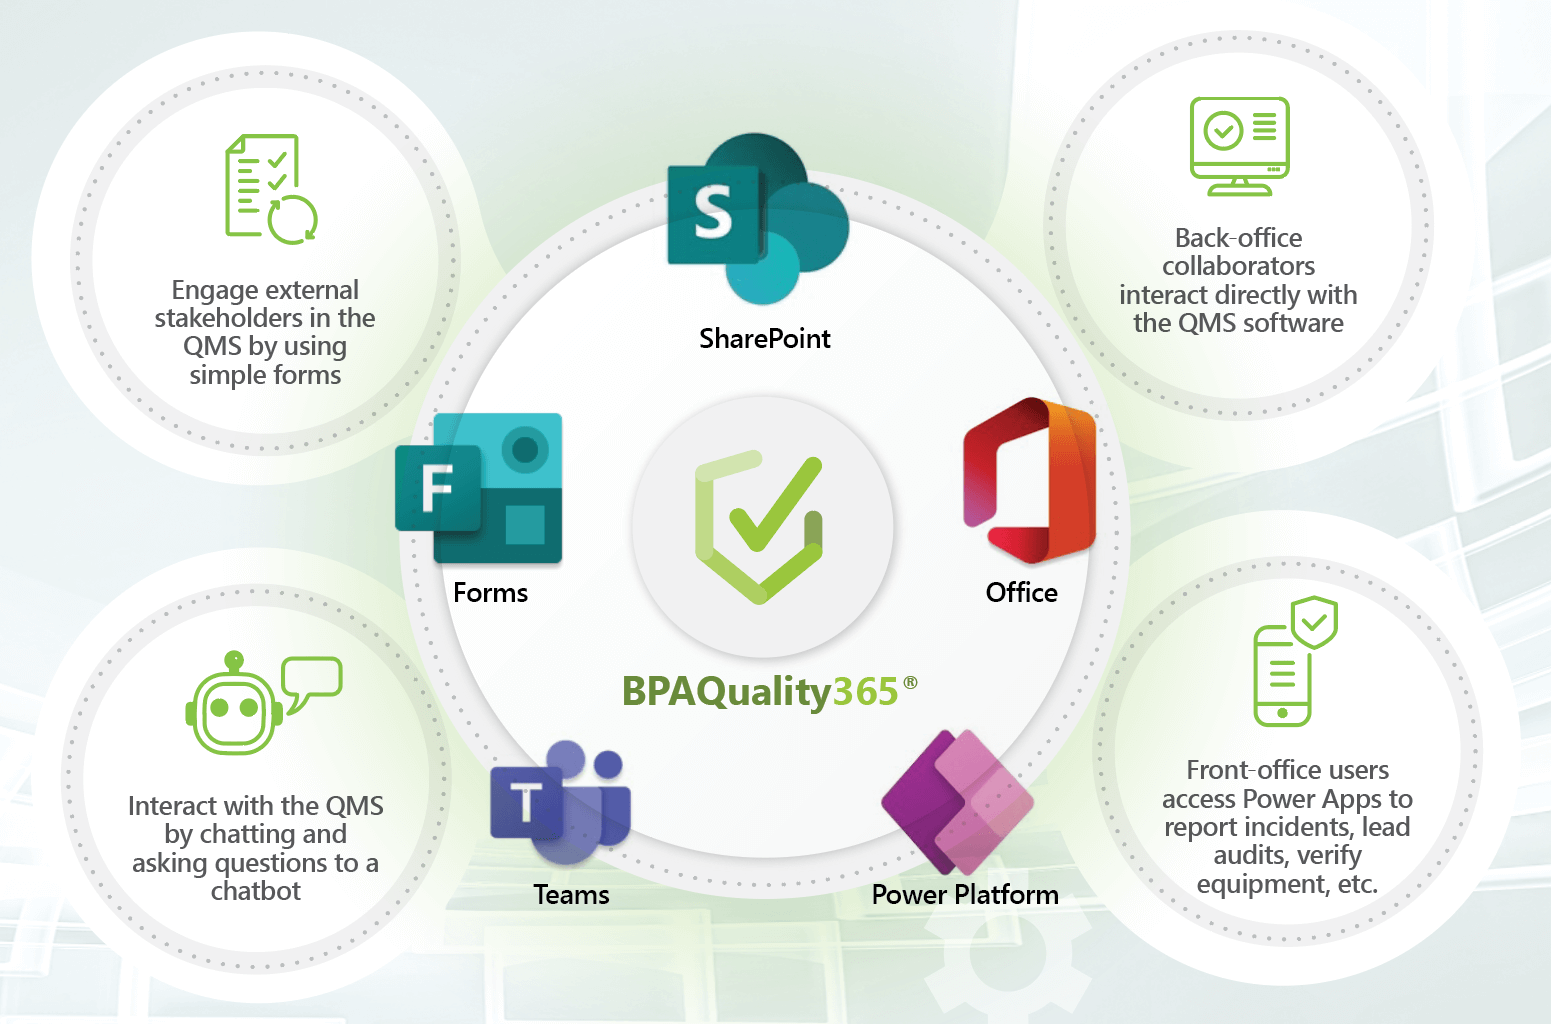 Engage external
stakeholders in the
QMS by using
simple forms
S
SharePoint
Back-office
collaborators
interact directly with
the QMS software
F
Forms
Office
BPAQuality365®
Interact with the QMS
by chatting and
asking questions to a
chatbot
T
Teams
Power Platform
Front-office users
access Power Apps to
report incidents, lead
audits, verify
equipment, etc.